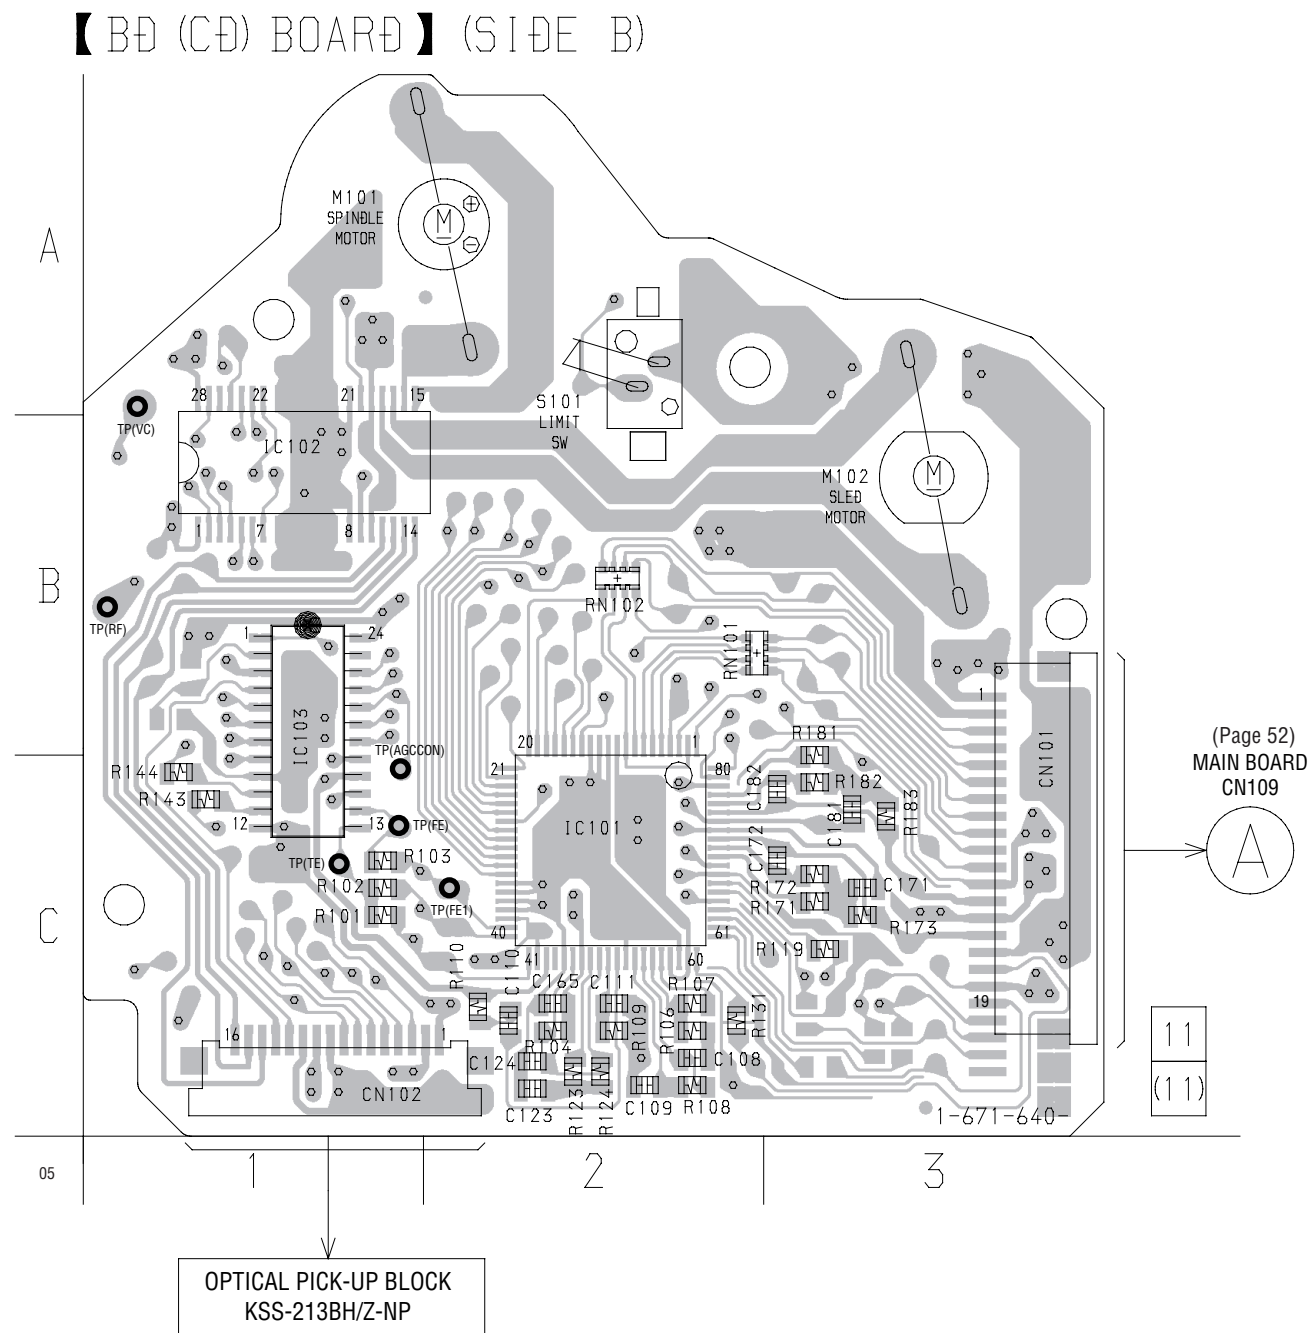 【 BD (CD) BOARD 】 (SIDE B)
A
M101
SPINDLE
MOTOR
M
28
22
21
15
S101
LIMIT
SW
TP(VC)
IC102
M102
SLED
MOTOR
M
1
7
8
14
B
RN102
TP(RF)
1
24
RN101
1
IC103
CN101
20
1
R181
(Page 52)
MAIN BOARD
CN109
TP(AGCCON)
21
80
R144
C182
R182
R143
C181
R183
12
13
TP(FE)
IC101
A
TP(TE)
R103
C172
R102
R172
C171
TP(FE1)
R101
R171
R173
C
40
61
R119
41
60
R110
C110
C165
C111
R107
19
16
1
R109
R106
R131
11
R104
C124
C108
CN102
(11)
C123
R123
R124
C109
R108
1-671-640-
05
1
2
3
OPTICAL PICK-UP BLOCK
KSS-213BH/Z-NP